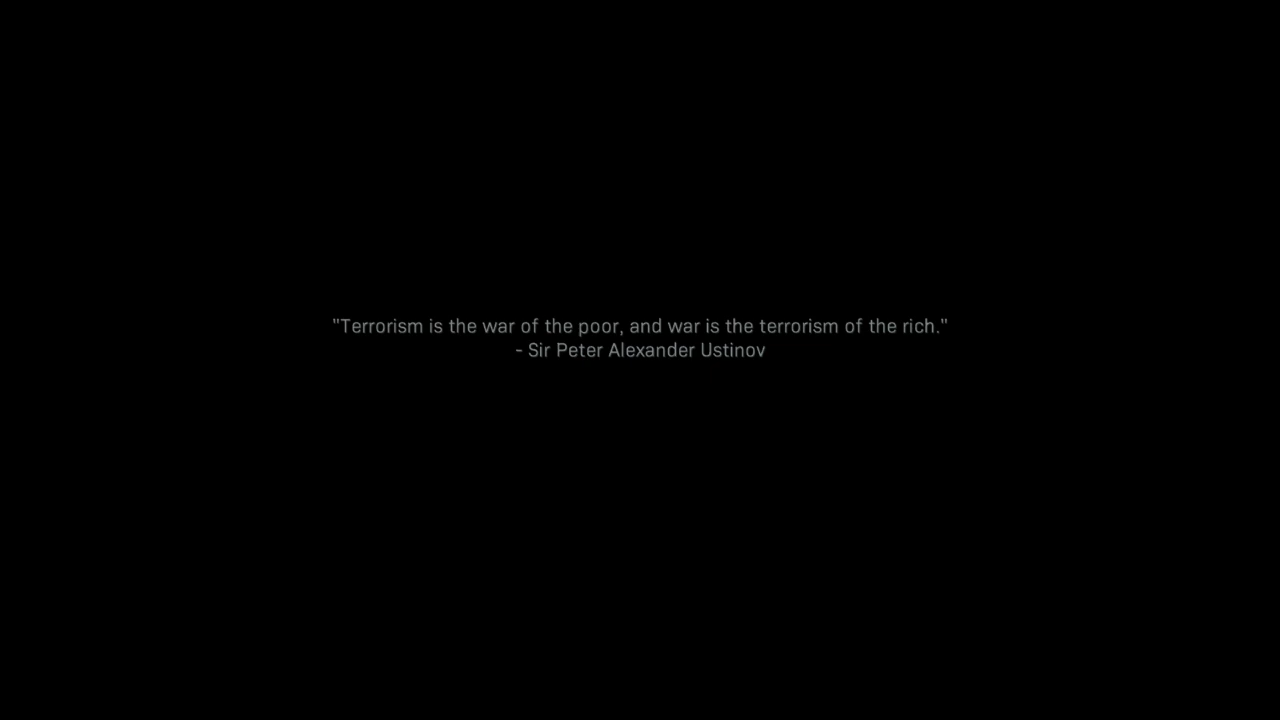 "Terrorism is the war of the poor, and war is the terrorism of the rich."
- Sir Peter Alexander Ustinov